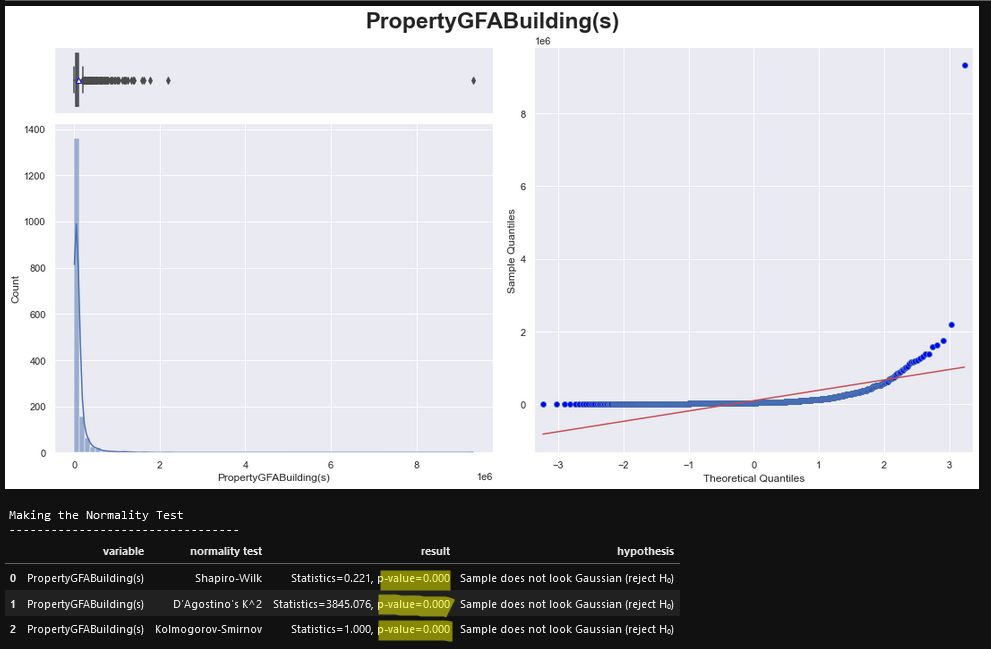 PropertyGFABuilding(s)
1400
1200
1000
800
600
400
200
0
Count
0
2
4
6
8
1e6
PropertyGFABuilding(s)
1e6
8
6
4
2
0
Sample Quantiles
−3
−2
−1
0
1
2
3
Theoretical Quantiles
Making the Normality Test
--------------------------------
variable normality test result hypothesis
0 PropertyGFABuilding(s) Shapiro-Wilk Statistics=0.221, p-value=0.000 Sample does not look Gaussian (reject H₀)
1 PropertyGFABuilding(s) D'Agostino's K^2 Statistics=3845.076, p-value=0.000 Sample does not look Gaussian (reject H₀)
2 PropertyGFABuilding(s) Kolmogorov-Smirnov Statistics=1.000, p-value=0.000 Sample does not look Gaussian (reject H₀)